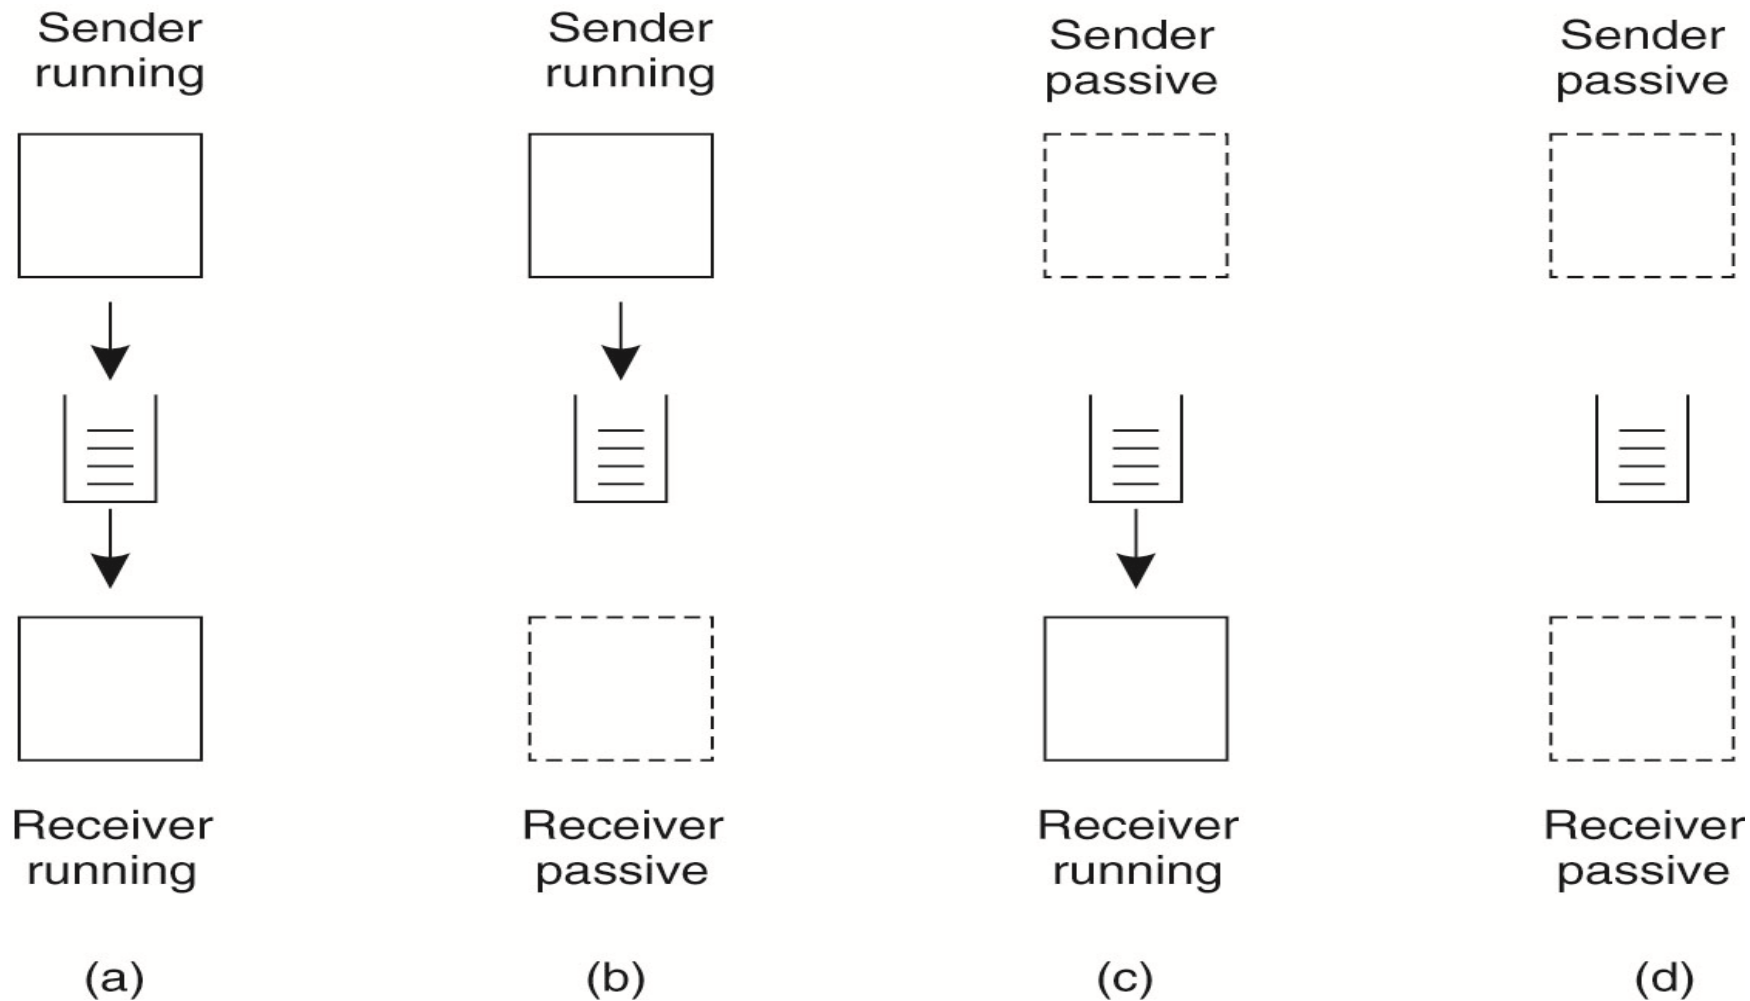 Sender
running
Sender
running
Sender
passive
Sender
passive
Receiver
running
Receiver
passive
Receiver
running
Receiver
passive
(a)
(b)
(c)
(d)